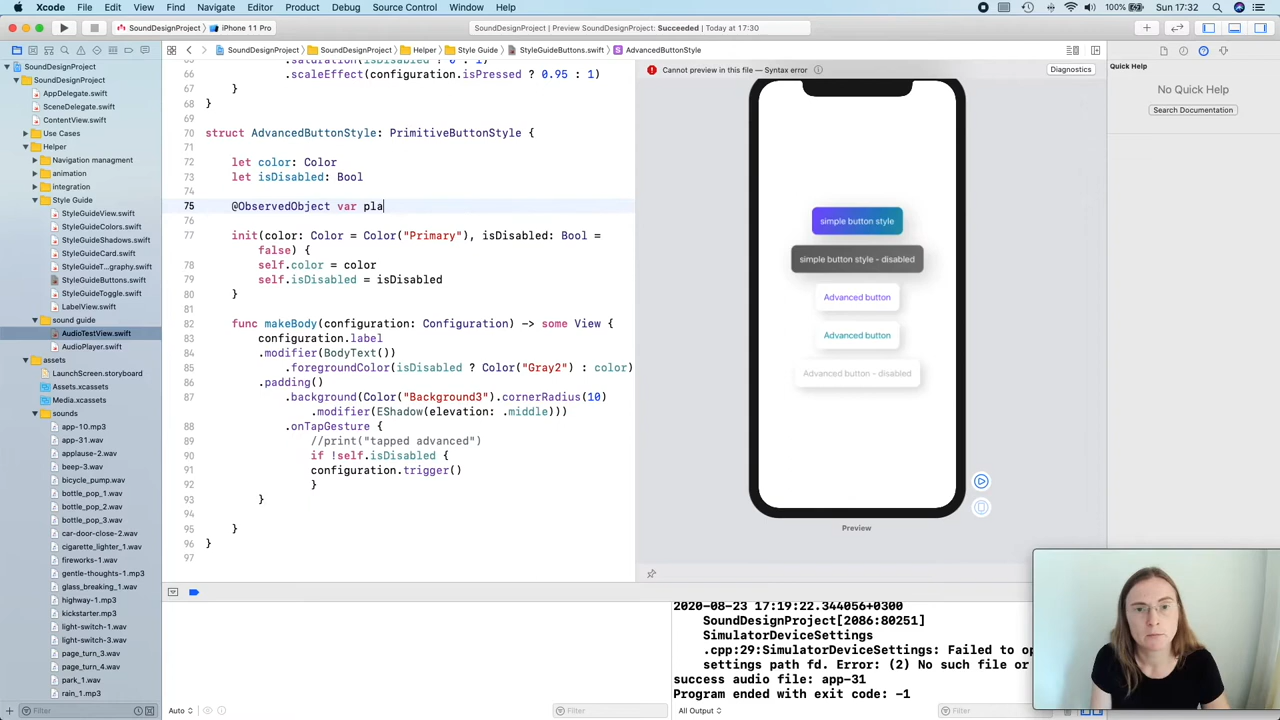 Xcode File Edit View Find Navigate Editor Product Debug Source Control Window Help 100% Sun 17:32
SoundDesignProject iPhone 11 Pro SoundDesignProject | Preview SoundDesignProject: Succeeded | Today at 17:30
SoundDesignProject SoundDesignProject Helper Style Guide StyleGuideButtons.swift AdvancedButtonStyle
SoundDesignProject
SoundDesignProject
AppDelegate.swift
SceneDelegate.swift
ContentView.swift
Use Cases
Helper
Navigation managment
animation
integration
Style Guide
StyleGuideView.swift
StyleGuideColors.swift
StyleGuideShadows.swift
StyleGuideCard.swift
StyleGuideT...graphy.swift
StyleGuideButtons.swift
StyleGuideToggle.swift
LabelView.swift
sound guide
AudioTestView.swift
AudioPlayer.swift
assets
LaunchScreen.storyboard
Assets.xcassets
Media.xcassets
sounds
app-10.mp3
app-31.wav
applause-2.wav
beep-3.wav
bicycle_pump.wav
bottle_pop_1.wav
bottle_pop_2.wav
bottle_pop_3.wav
car-door-close-2.wav
cigarette_lighter_1.wav
fireworks-1.wav
gentle-thoughts-1.mp3
glass_breaking_1.wav
highway-1.mp3
kickstarter.mp3
light-switch-1.wav
light-switch-3.wav
page_turn_3.wav
page_turn_4.wav
park_1.wav
rain_1.mp3
Filter
66 .scaleEffect(configuration.isPressed ? 0.95 : 1)
67 }
68 }
69
70 struct AdvancedButtonStyle: PrimitiveButtonStyle {
71
72 let color: Color
73 let isDisabled: Bool
74
75 @ObservedObject var pla
76
77 init(color: Color = Color("Primary"), isDisabled: Bool =
false) {
78 self.color = color
79 self.isDisabled = isDisabled
80 }
81
82 func makeBody(configuration: Configuration) -> some View {
83 configuration.label
84 .modifier(BodyText())
85 .foregroundColor(isDisabled ? Color("Gray2") : color)
86 .padding()
87 .background(Color("Background3").cornerRadius(10)
.modifier(EShadow(elevation: .middle)))
88 .onTapGesture {
89 //print("tapped advanced")
90 if !self.isDisabled {
91 configuration.trigger()
92 }
93 }
94
95 }
96 }
97
Cannot preview in this file — Syntax error Diagnostics
simple button style
simple button style - disabled
Advanced button
Advanced button
Advanced button - disabled
Preview
Quick Help
No Quick Help
Search Documentation
2020-08-23 17:19:22.344056+0300
SoundDesignProject[2086:80251]
SimulatorDeviceSettings
.cpp:29:SimulatorDeviceSettings: Failed to
settings path fd. Error: (2) No such file or
success audio file: app-31
Program ended with exit code: -1
Auto Filter All Output Filter